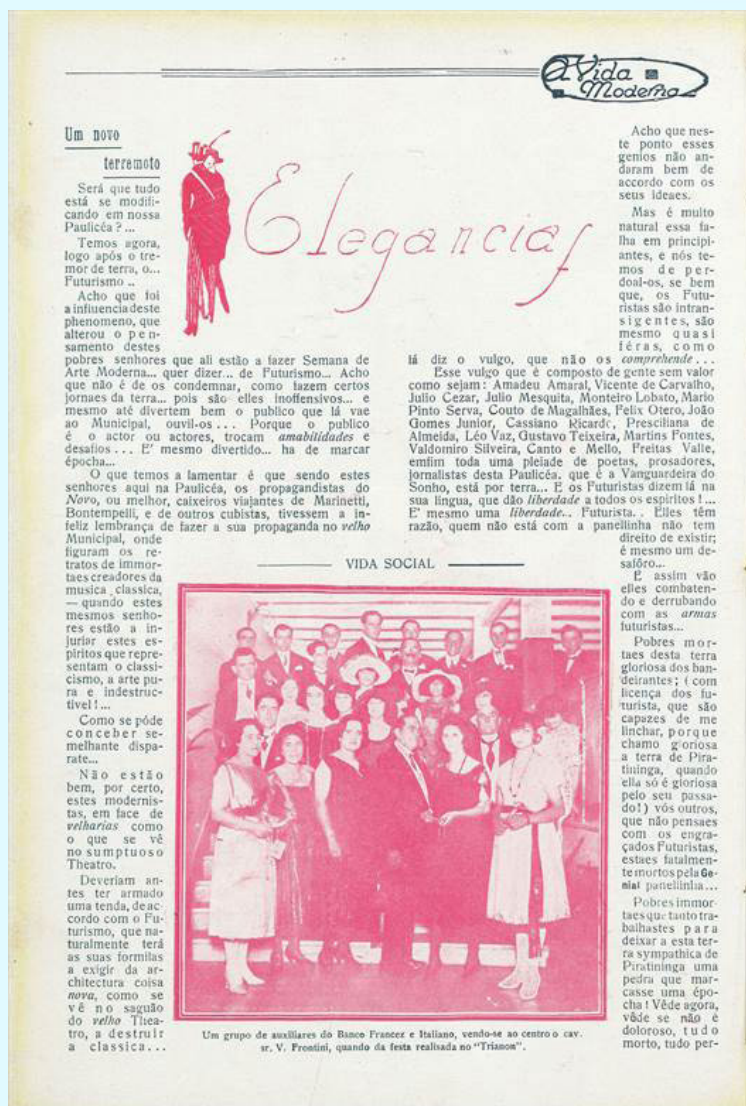 A Vida
Moderna
Um novo
terremoto
Elegancias
Será que tudo
está se modifi-
cando em nossa
Paulicéa ?...
Temos agora,
logo após o tre-
mor de terra, o...
Futurismo ..
Acho que foi
a influencia deste
phenomeno, que
alterou o pen-
samento destes
pobres senhores que ali estão a fazer Semana de
Arte Moderna... quer dizer... de Futurismo... Acho
que não é de os condemnar, como fazem certos
jornaes da terra... pois são elles inoffensivos... e
mesmo até divertem bem o publico que lá vae
ao Municipal, ouvil-os... Porque o publico
é o actor ou actores, trocam amabilidades e
desafios... E' mesmo divertido... ha de marcar
épocha...
O que temos a lamentar é que sendo estes
senhores aqui na Paulicéa, os propagandistas do
Novo, ou melhor, caixeiros viajantes de Marinetti,
Bontempelli, e de outros cubistas, tivessem a in-
feliz lembrança de fazer a sua propaganda no velho
Municipal, onde
figuram os re-
tratos de immor-
taes creadores da
musica classica,
— quando estes
mesmos senho-
res estão a in-
juriar estes es-
piritos que repre-
sentam o classi-
cismo, a arte pu-
ra e indestruc-
tivel !...
Como se póde
conceber se-
melhante dispa-
rate...
Não estão
bem, por certo,
estes modernis-
tas, em face de
velharias como
o que se vê
no sumptuoso
Theatro.
Deveriam an-
tes ter armado
uma tenda, de ac-
cordo com o Fu-
turismo, que na-
turalmente terá
as suas formilas
a exigir da ar-
chitectura coisa
nova, como se
vê no saguão
do velho Thea-
tro, a destruir
a classica...
Acho que nes-
te ponto esses
genios não an-
daram bem de
accordo com os
seus ideaes.
Mas é muito
natural essa fa-
lha em principi-
antes, e nós te-
mos de per-
doal-os, se bem
que, os Futu-
ristas são intran-
sigentes, são
mesmo quasi
féras, como
lá diz o vulgo, que não os comprehende...
Esse vulgo que é composto de gente sem valor
como sejam: Amadeu Amaral, Vicente de Carvalho,
Julio Cezar, Julio Mesquita, Monteiro Lobato, Mario
Pinto Serva, Couto de Magalhães, Felix Otero, João
Gomes Junior, Cassiano Ricardc, Presciliana de
Almeida, Léo Vaz, Gustavo Teixeira, Martins Fontes,
Valdomiro Silveira, Canto e Mello, Freitas Valle,
emfim toda uma pleiade de poetas, prosadores,
jornalistas desta Paulicéa. que é a Vanguardeira do
Sonho, está por terra... E os Futuristas dizem lá na
sua lingua, que dão liberdade a todos os espiritos !...
E' mesmo uma liberdade.. Futurista.. Elles têm
razão, quem não está com a panellinha não tem
direito de existir;
é mesmo um de-
safôro...
E assim vão
elles combaten-
do e derrubando
com as armas
futuristas...
Pobres mor-
taes desta terra
gloriosa dos ban-
deirantes; (com
licença dos fu-
turista, que são
capazes de me
linchar, porque
chamo gloriosa
a terra de Pira-
tininga, quando
ella só é gloriosa
pelo seu passa-
do!) vós outros,
que não pensaes
com os engra-
çados Futuristas,
estaes fatalmen-
te mortos pela Ge-
nial panellinha...
Pobres immor-
taes que tanto tra-
balhastes para
deixar a esta ter-
ra sympathica de
Piratininga uma
pedra que mar-
casse uma épo-
cha ! Vêde agora,
vêde se não é
doloroso, tudo
morto, tudo per-
VIDA SOCIAL
Um grupo de auxiliares do Banco Francez e Italiano, vendo-se ao centro o cav.
sr. V. Frontini, quando da festa realisada no "Trianon".